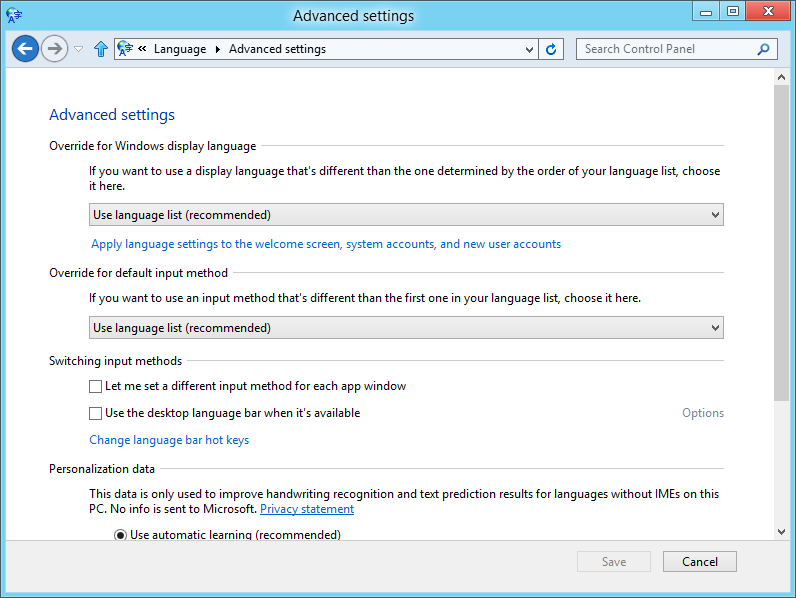 Advanced settings
« Language ▸ Advanced settings
Search Control Panel
Advanced settings
Override for Windows display language
If you want to use a display language that's different than the one determined by the order of your language list, choose
it here.
Use language list (recommended)
Apply language settings to the welcome screen, system accounts, and new user accounts
Override for default input method
If you want to use an input method that's different than the first one in your language list, choose it here.
Use language list (recommended)
Switching input methods
Let me set a different input method for each app window
Use the desktop language bar when it's available
Options
Change language bar hot keys
Personalization data
This data is only used to improve handwriting recognition and text prediction results for languages without IMEs on this
PC. No info is sent to Microsoft. Privacy statement
Use automatic learning (recommended)
Save
Cancel